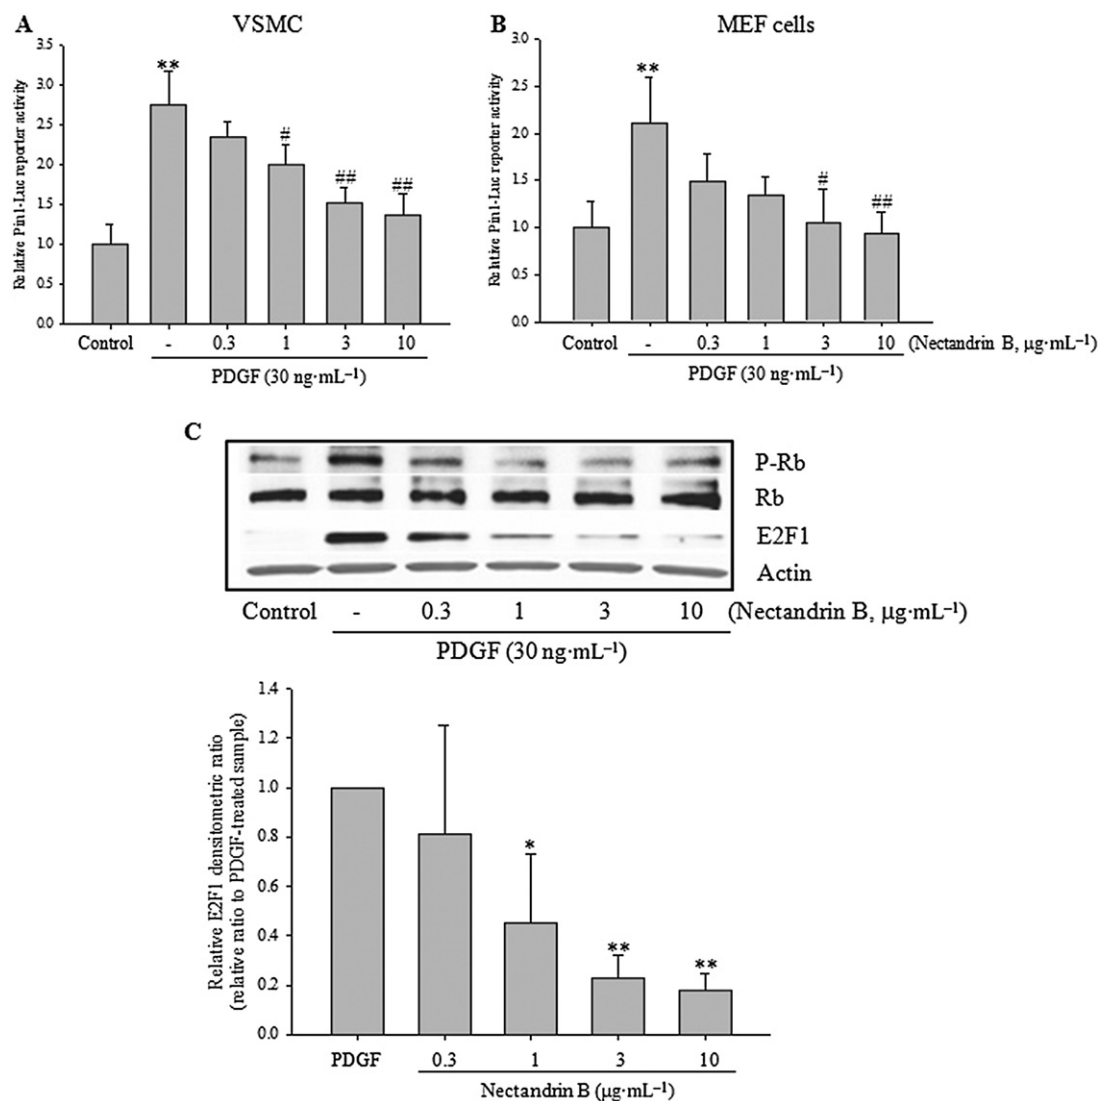 A
VSMC
Relative Pin1-Luc reporter activity
3.5
3.0
2.5
2.0
1.5
1.0
0.5
0.0
**
#
##
##
Control - 0.3 1 3 10
PDGF (30 ng·mL⁻¹)
B
MEF cells
Relative Pin1-Luc reporter activity
3.0
2.5
2.0
1.5
1.0
0.5
0.0
**
#
##
Control - 0.3 1 3 10 (Nectandrin B, μg·mL⁻¹)
PDGF (30 ng·mL⁻¹)
C
P-Rb
Rb
E2F1
Actin
Control - 0.3 1 3 10 (Nectandrin B, μg·mL⁻¹)
PDGF (30 ng·mL⁻¹)
Relative E2F1 densitometric ratio
(relative ratio to PDGF-treated sample)
1.4
1.2
1.0
0.8
0.6
0.4
0.2
0.0
*
**
**
PDGF 0.3 1 3 10
Nectandrin B (μg·mL⁻¹)